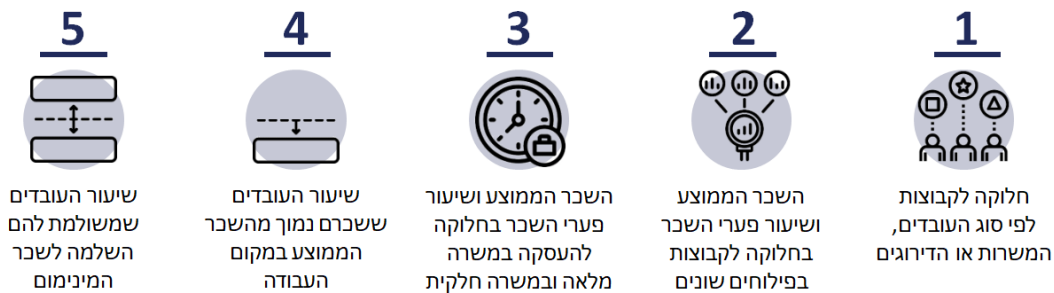 1
חלוקה לקבוצות
לפי סוג העובדים,
המשרות או הדירוגים
2
השכר הממוצע
ושיעור פערי השכר
בחלוקה לקבוצות
בפילוחים שונים
3
השכר הממוצע ושיעור
פערי השכר בחלוקה
להעסקה במשרה
מלאה ובמשרה חלקית
4
שיעור העובדים
ששכרם נמוך מהשכר
הממוצע במקום
העבודה
5
שיעור העובדים
שמשולמת להם
השלמה לשכר
המינימום